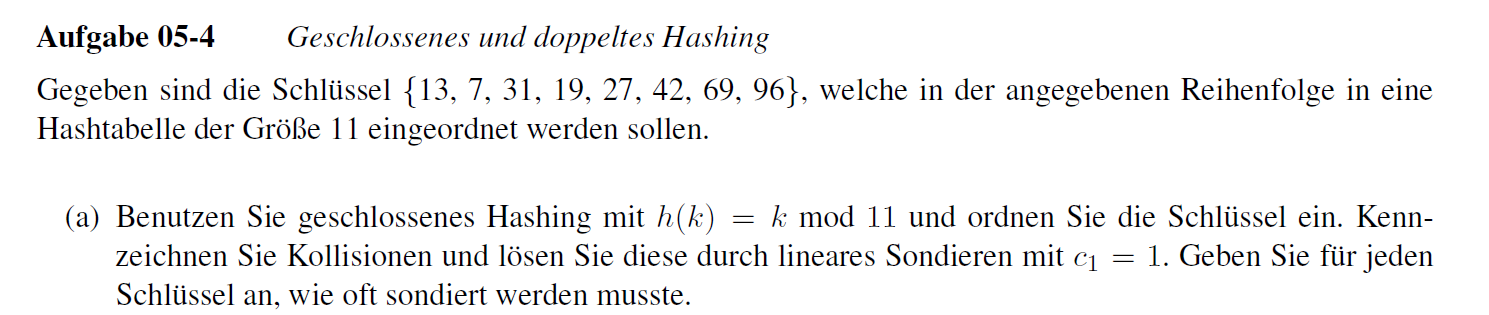 Aufgabe 05-4 Geschlossenes und doppeltes Hashing
Gegeben sind die Schlüssel {13, 7, 31, 19, 27, 42, 69, 96}, welche in der angegebenen Reihenfolge in eine
Hashtabelle der Größe 11 eingeordnet werden sollen.
(a) Benutzen Sie geschlossenes Hashing mit h(k) = k mod 11 und ordnen Sie die Schlüssel ein. Kenn-
zeichnen Sie Kollisionen und lösen Sie diese durch lineares Sondieren mit c₁ = 1. Geben Sie für jeden
Schlüssel an, wie oft sondiert werden musste.